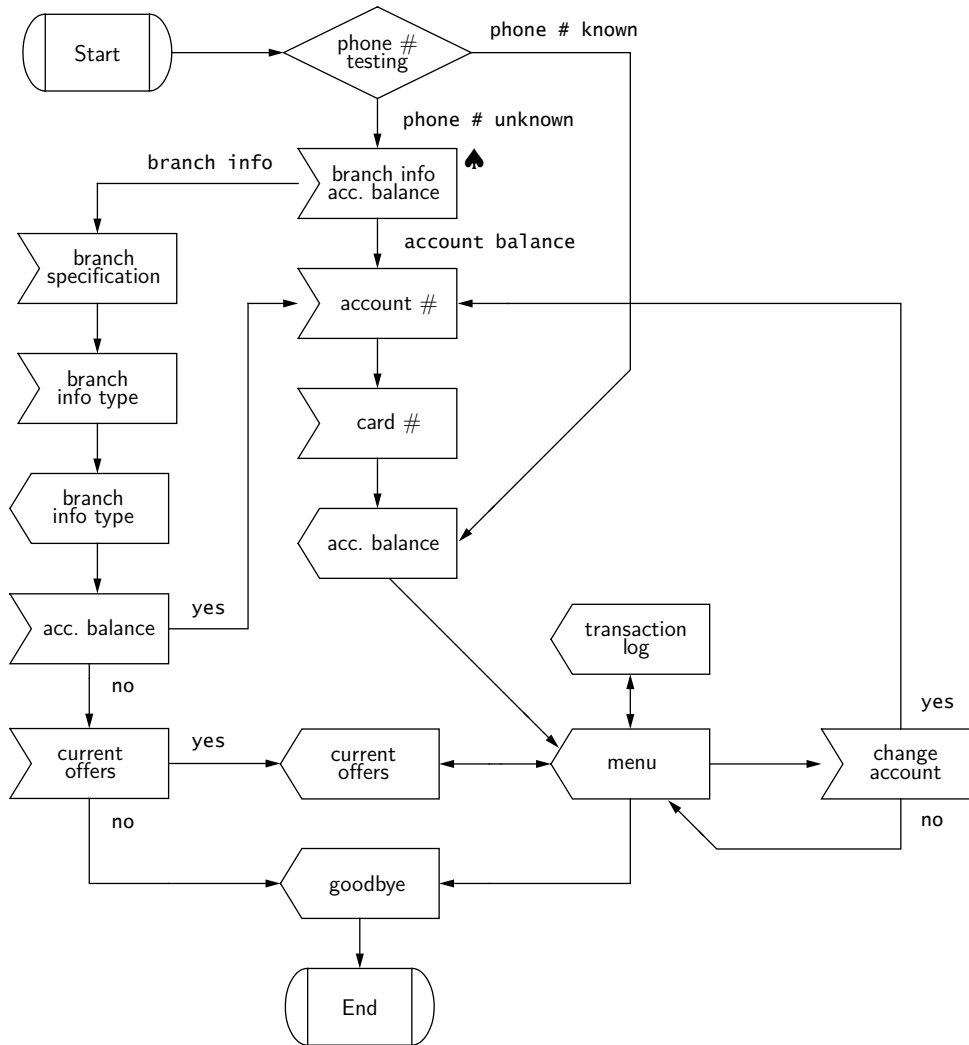 phone # known
Start
phone #
testing
phone # unknown
branch info
branch info
acc. balance
♠
account balance
branch
specification
account #
branch
info type
card #
branch
info type
acc. balance
acc. balance
yes
transaction
log
no
yes
current
offers
yes
current
offers
menu
change
account
no
no
goodbye
End